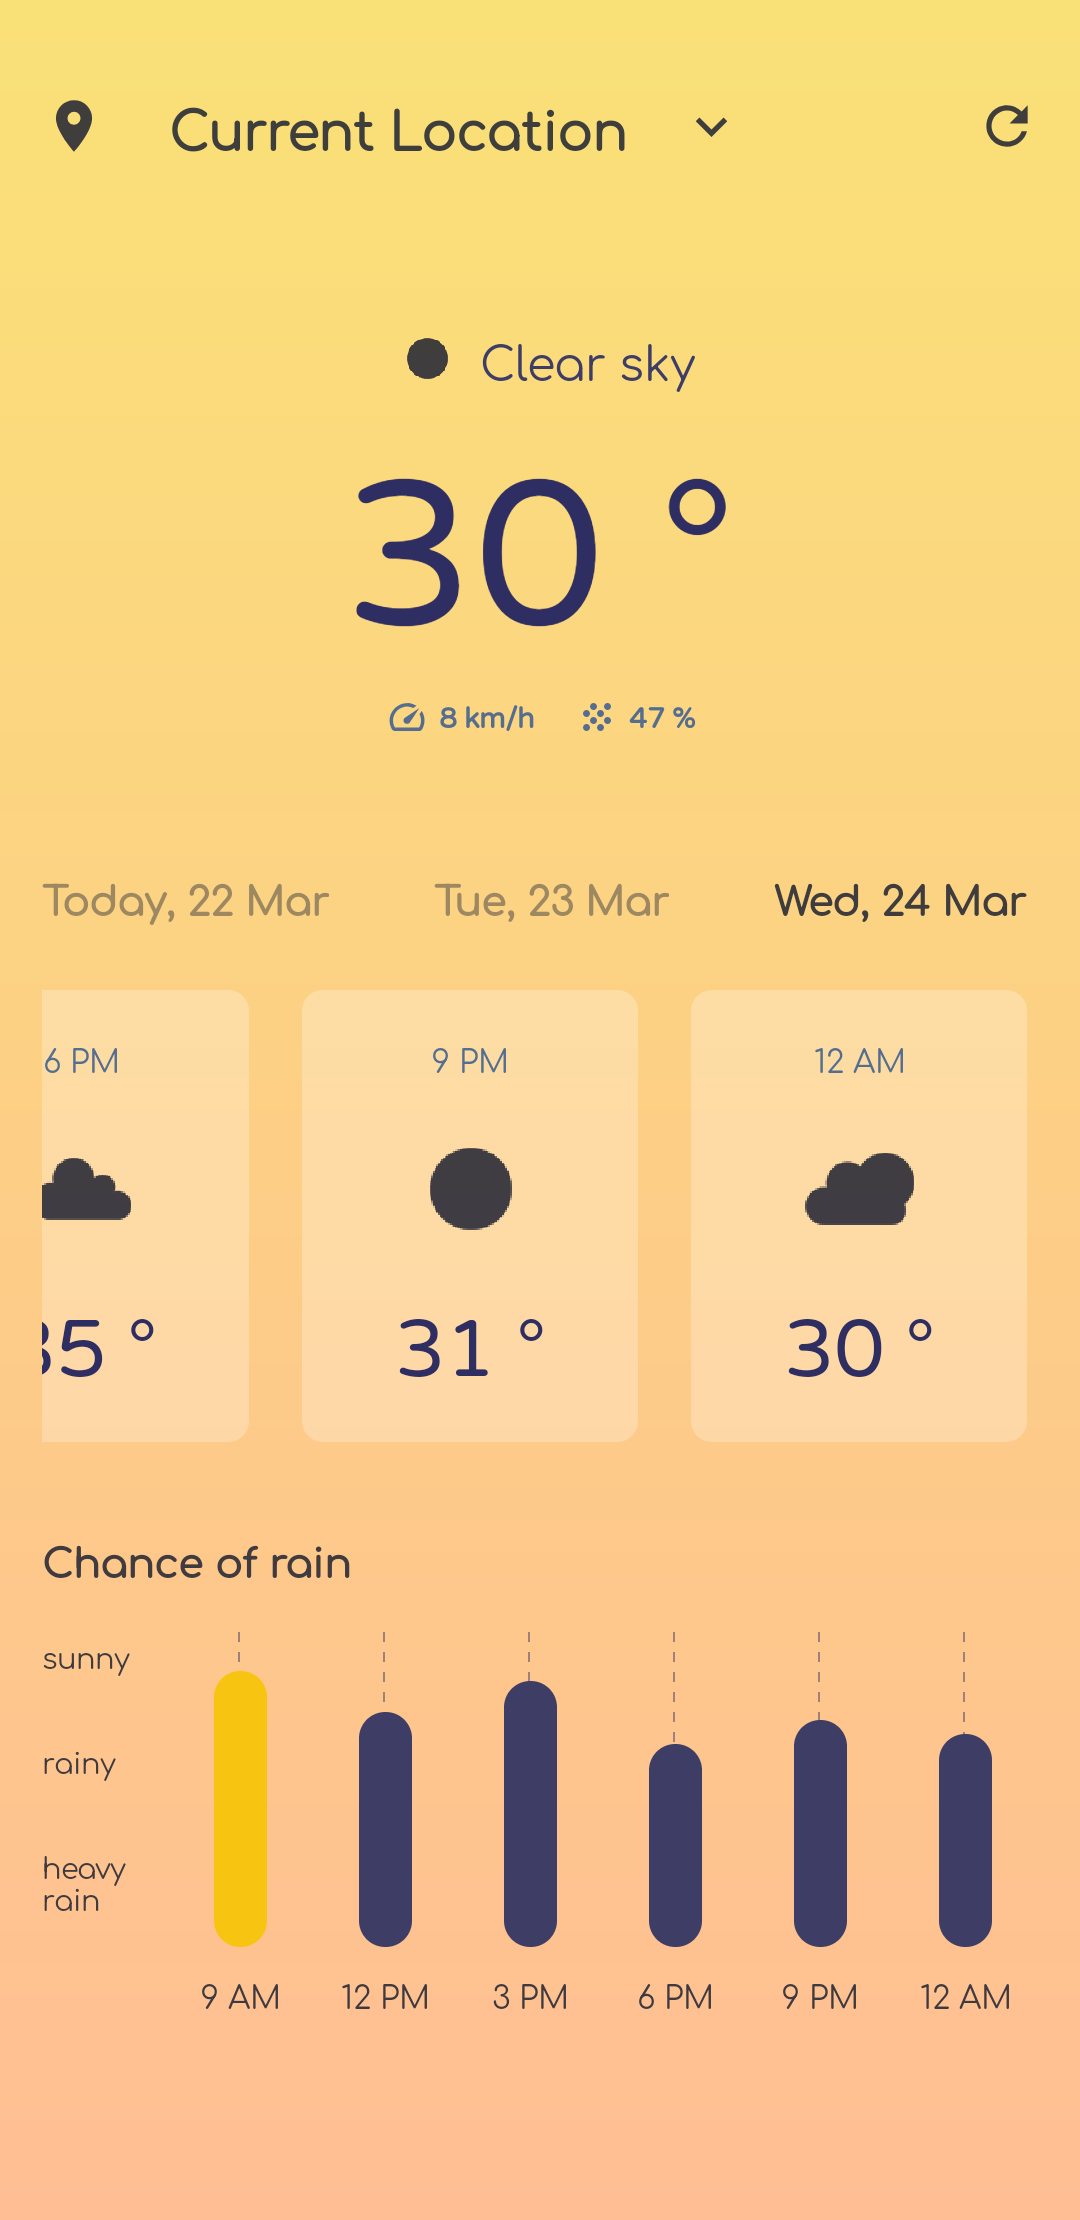 Current Location
Clear sky
30 °
8 km/h 47 %
Today, 22 Mar Tue, 23 Mar Wed, 24 Mar
6 PM 9 PM 12 AM
35 ° 31 ° 30 °
Chance of rain
sunny
rainy
heavy
rain
9 AM 12 PM 3 PM 6 PM 9 PM 12 AM